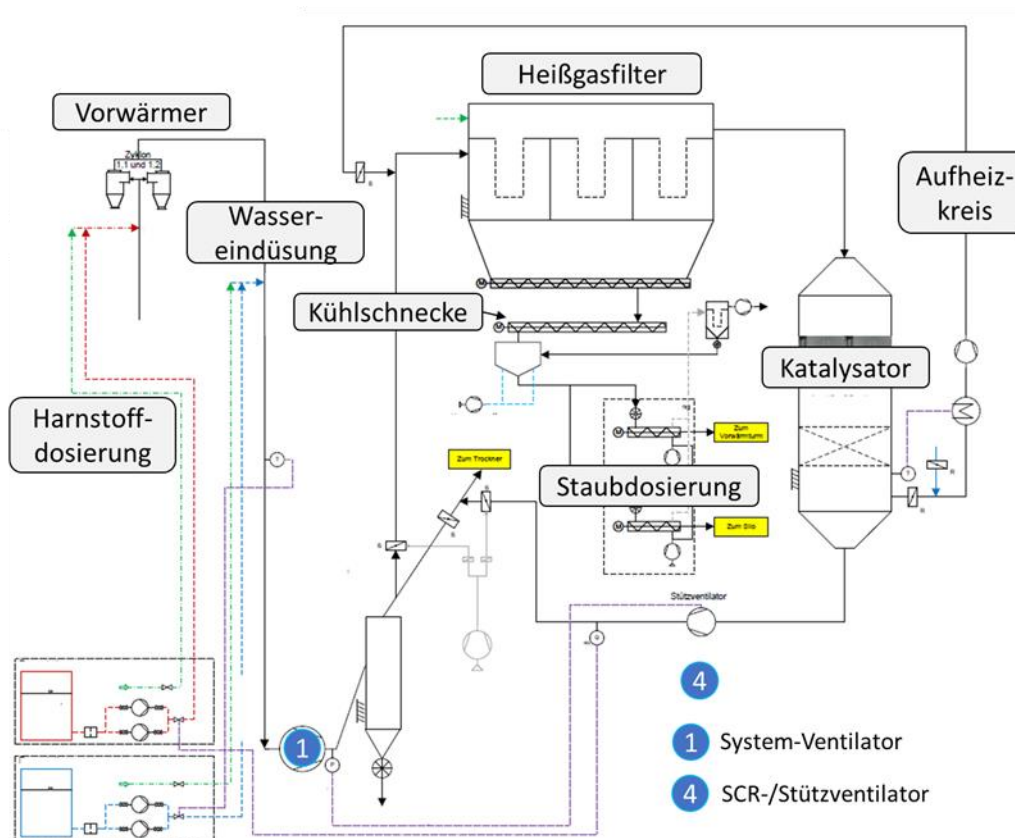 Heißgasfilter
Vorwärmer
Zyklon
1.1 und 1.2
Aufheiz-
kreis
Wasser-
eindüsung
Kühlschnecke
M
M
Katalysator
Harnstoff-
dosierung
M
Zum
Vorwärmturm
Zum Trockner
Staubdosierung
T
T
M
Zum Silo
Stützventilator
4
1
P
1 System-Ventilator
4 SCR-/Stützventilator